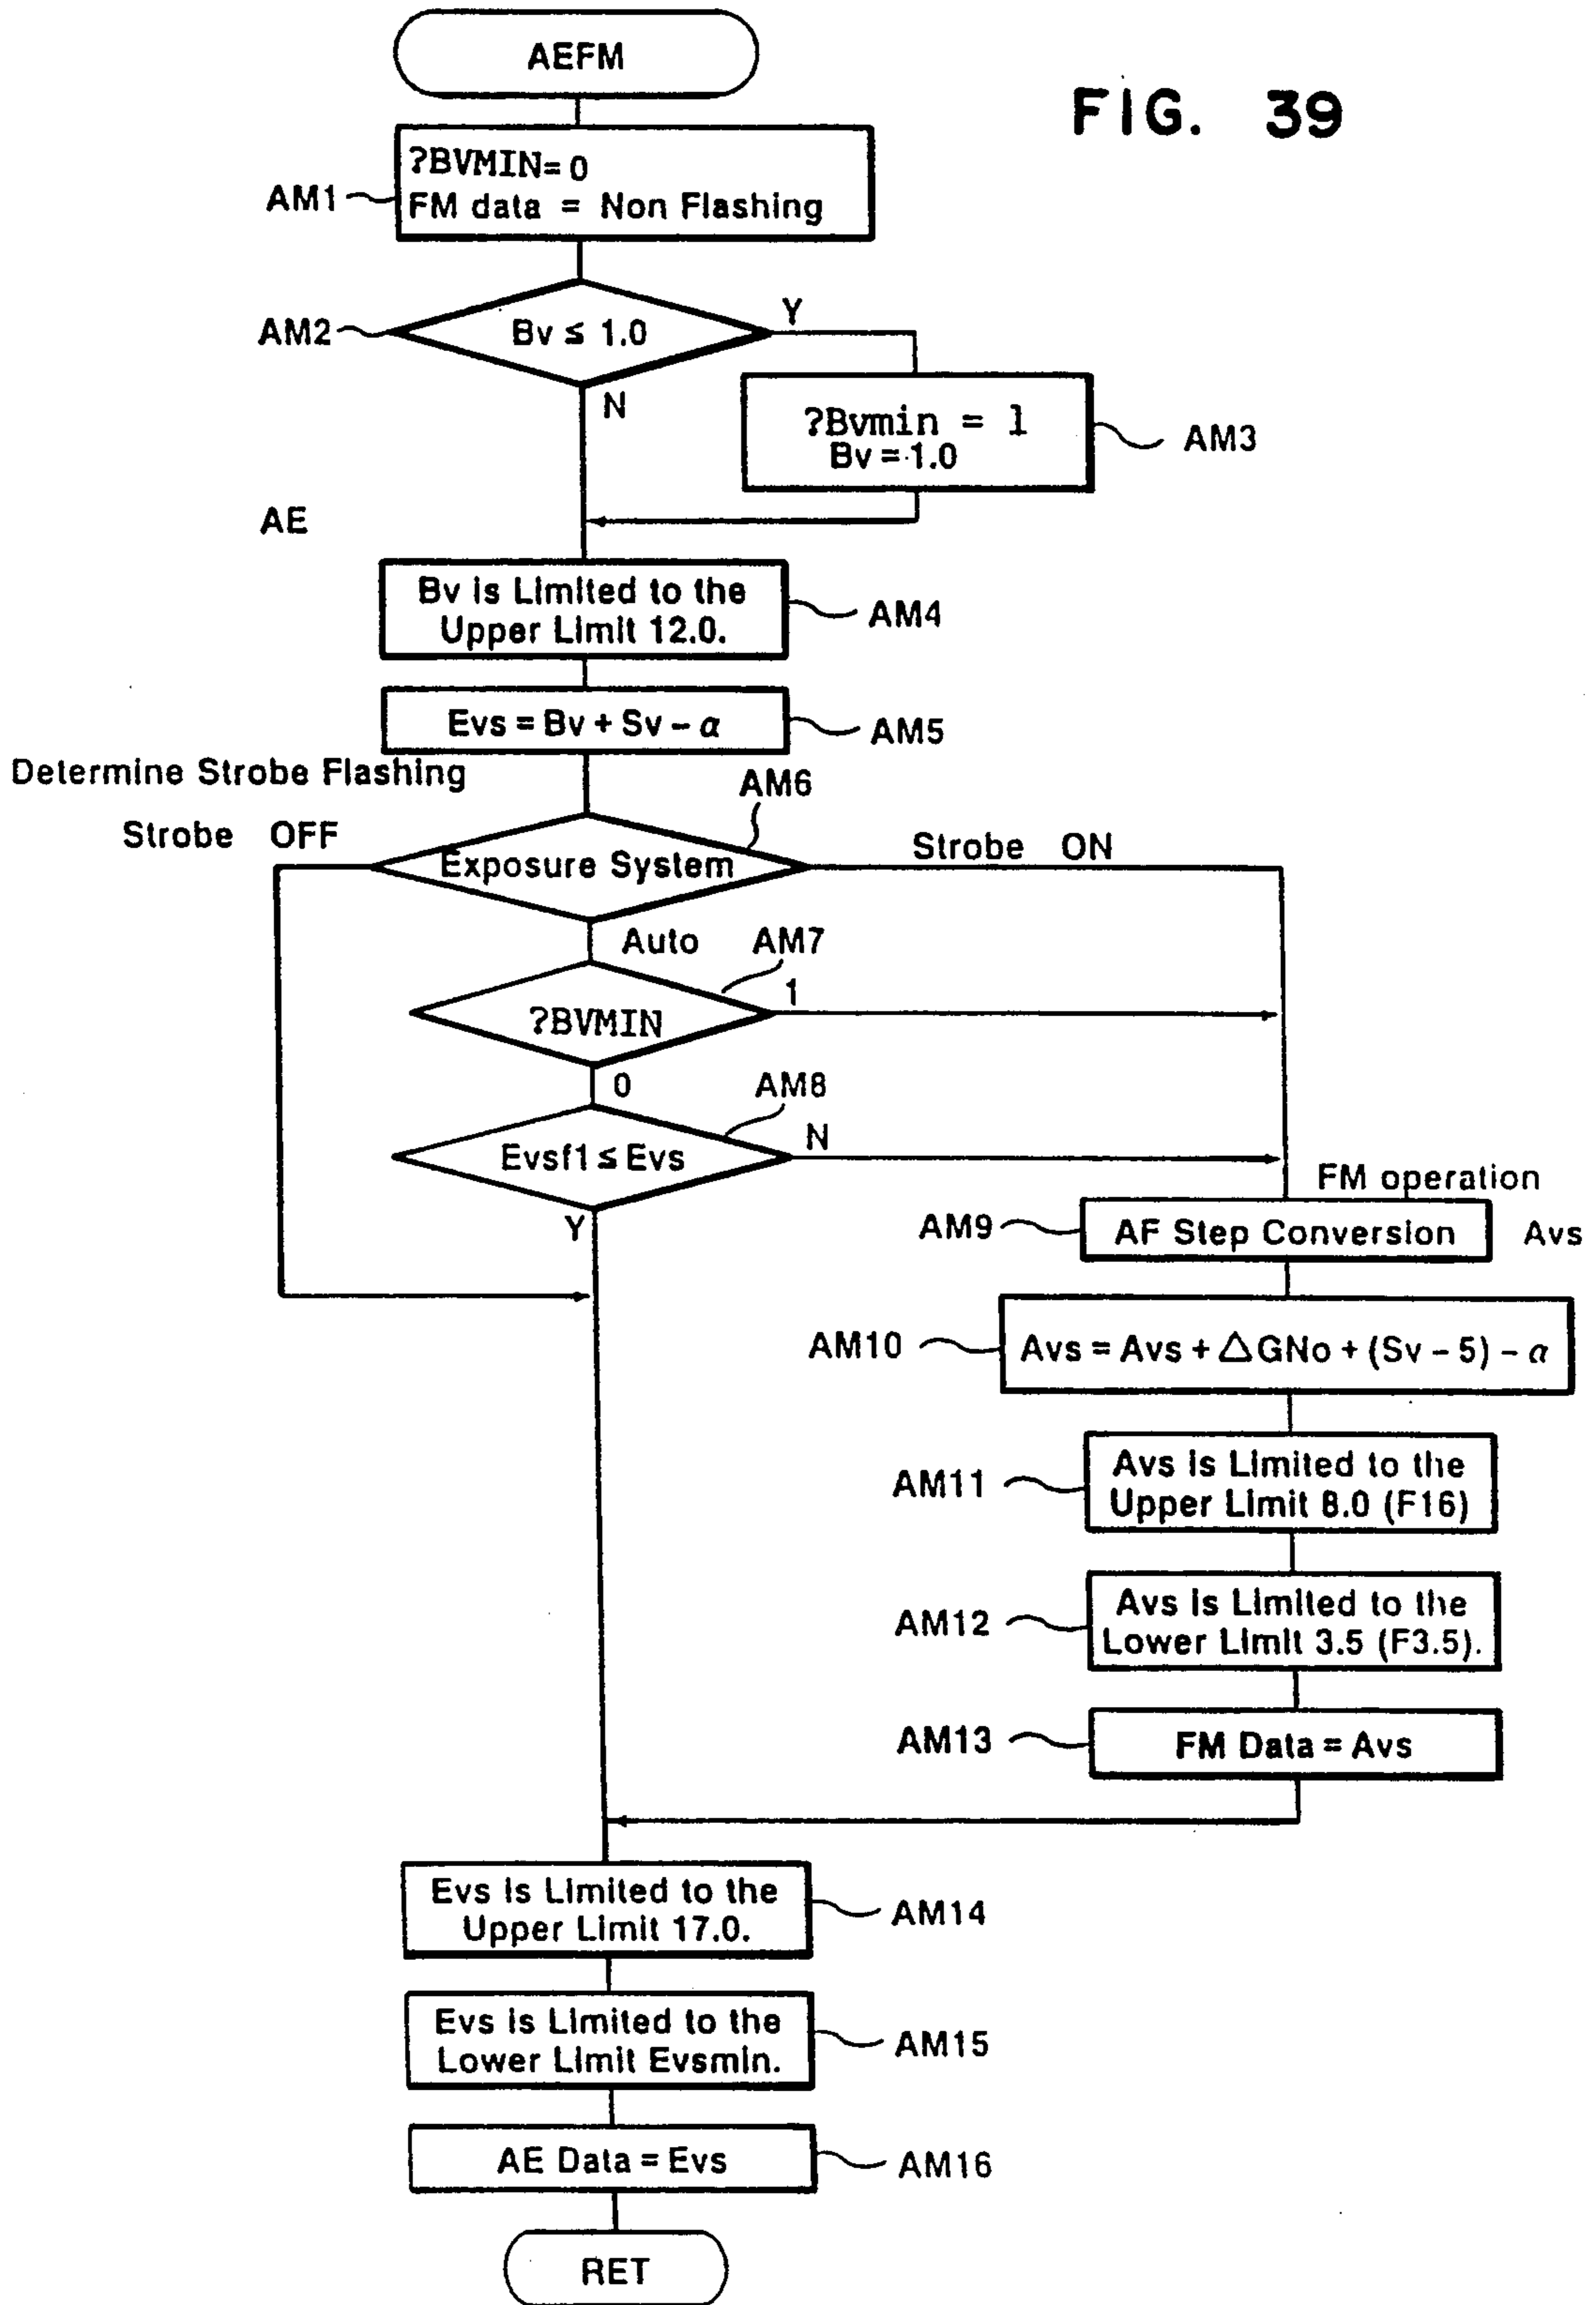 AEFM
FIG. 39
?BVMIN=0
AM1
FM data = Non Flashing
AM2
Bv ≤ 1.0
Y
N
?Bvmin = 1
Bv = 1.0
AM3
AE
Bv is Limited to the
Upper Limit 12.0.
AM4
Evs = Bv + Sv - α
AM5
Determine Strobe Flashing
AM6
Strobe OFF
Exposure System
Strobe ON
Auto
AM7
?BVMIN
1
0
AM8
Evsf1 ≤ Evs
N
Y
FM operation
AM9
AF Step Conversion
Avs
AM10
Avs = Avs + △GNo + (Sv - 5) - α
AM11
Avs is Limited to the
Upper Limit 8.0 (F16)
AM12
Avs is Limited to the
Lower Limit 3.5 (F3.5).
AM13
FM Data = Avs
Evs is Limited to the
Upper Limit 17.0.
AM14
Evs is Limited to the
Lower Limit Evsmin.
AM15
AE Data = Evs
AM16
RET